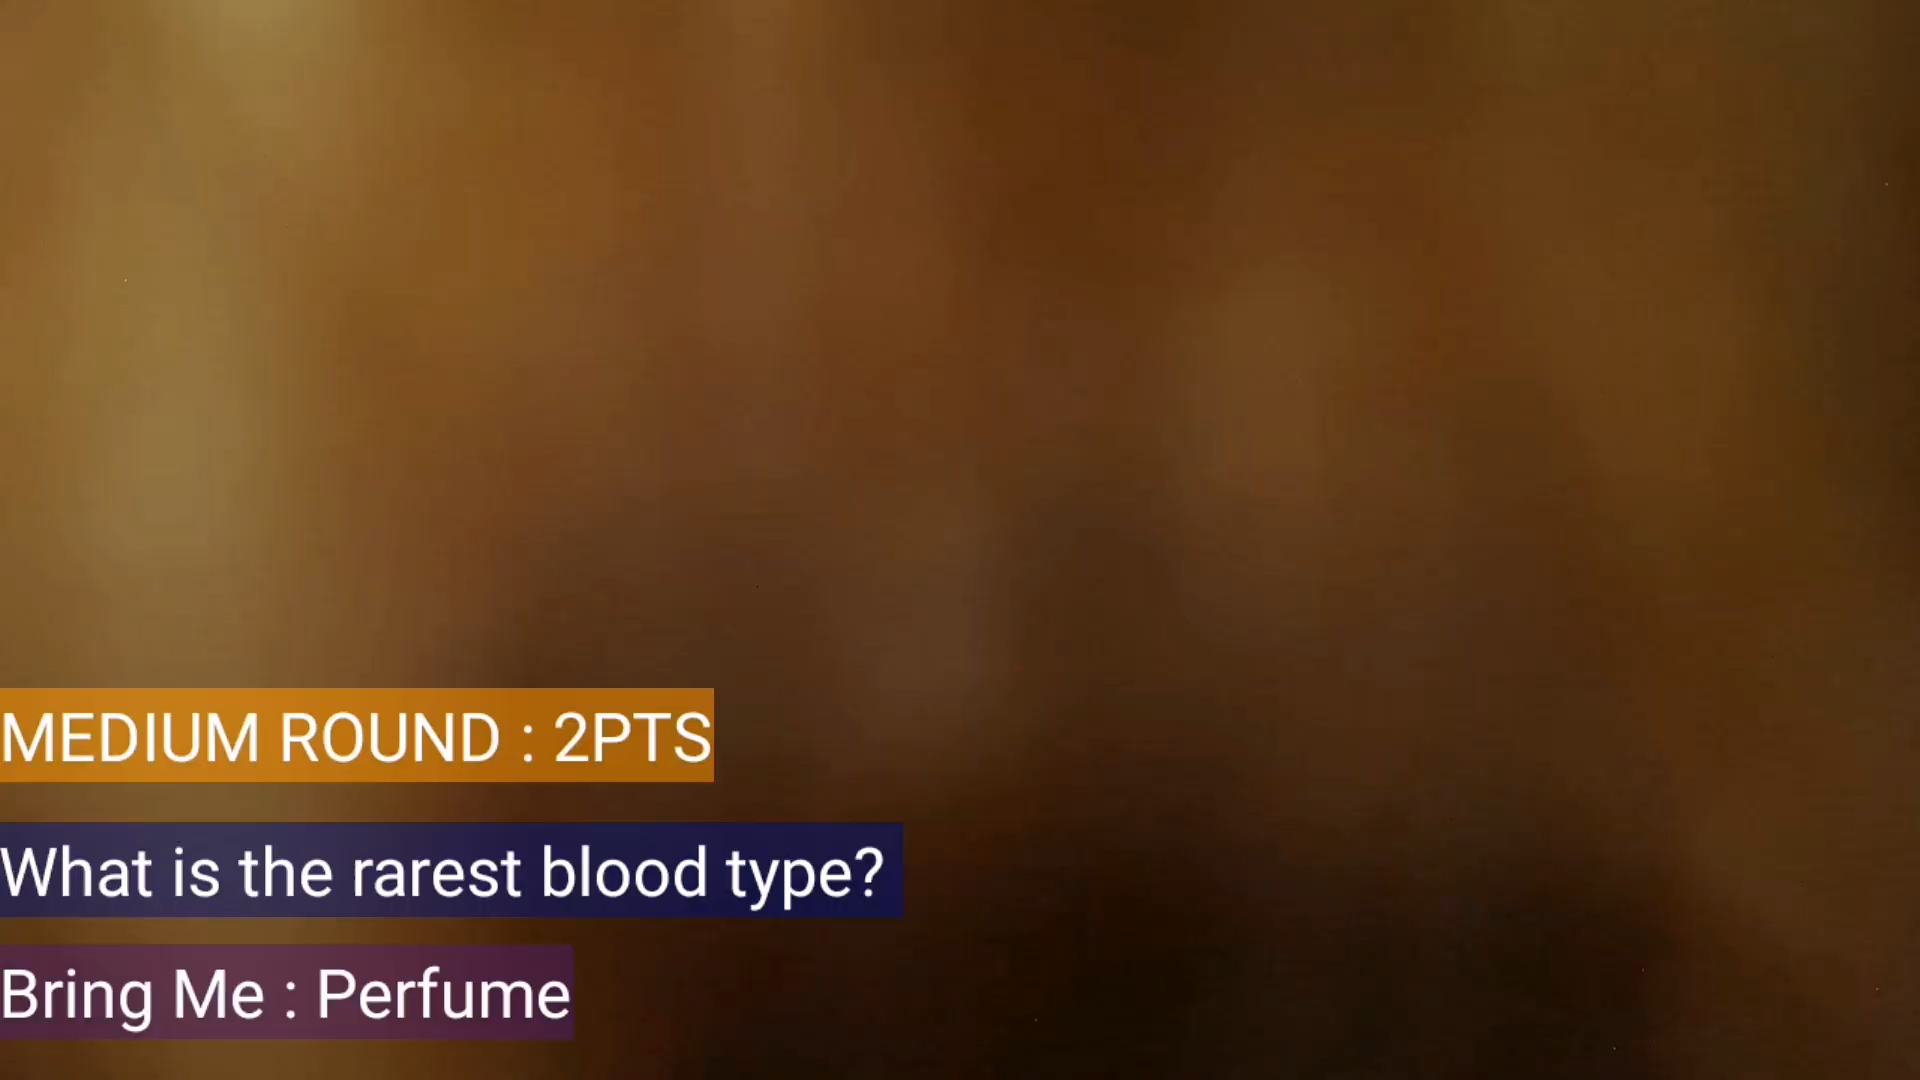 MEDIUM ROUND : 2PTS
What is the rarest blood type?
Bring Me : Perfume